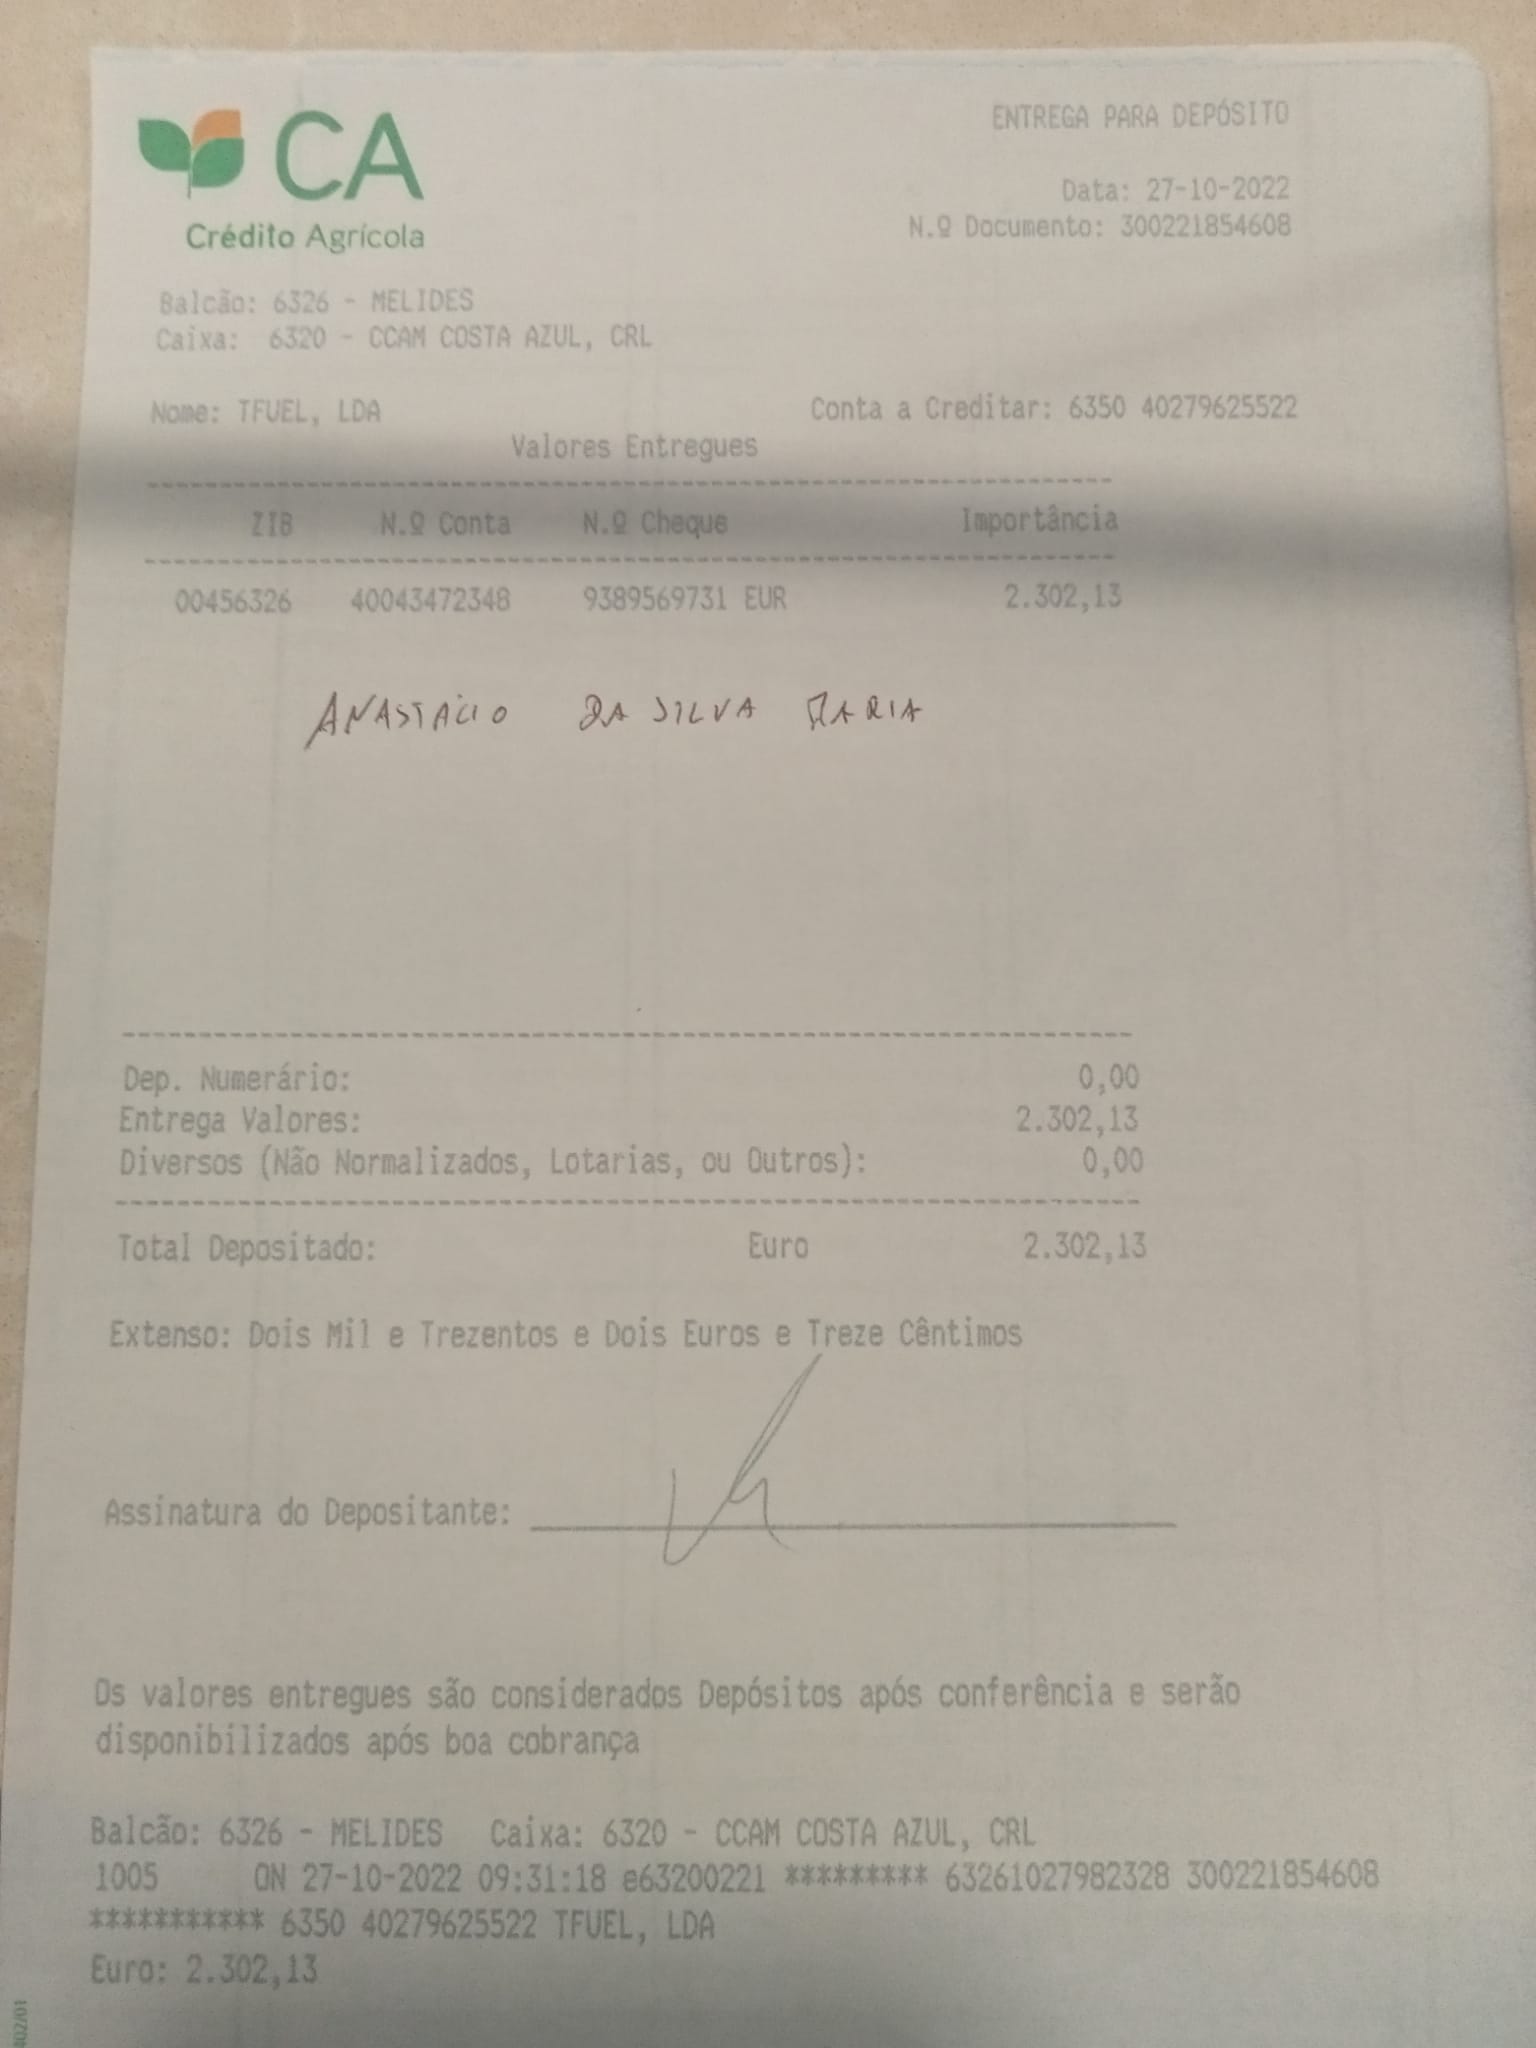 CA
Crédito Agrícola
ENTREGA PARA DEPÓSITO
Data: 27-10-2022
N.º Documento: 300221854608
Balcão: 6326 - MELIDES
Caixa: 6320 - CCAM COSTA AZUL, CRL
Nome: TFUEL, LDA Conta a Creditar: 6350 40279625522
Valores Entregues
ZIB N.º Conta N.º Cheque Importância
00456326 40043472348 9389569731 EUR 2.302,13
ANASTÁCIO DA SILVA MARIA
Dep. Numerário: 0,00
Entrega Valores: 2.302,13
Diversos (Não Normalizados, Lotarias, ou Outros): 0,00
Total Depositado: Euro 2.302,13
Extenso: Dois Mil e Trezentos e Dois Euros e Treze Cêntimos
Assinatura do Depositante:
Os valores entregues são considerados Depósitos após conferência e serão
disponibilizados após boa cobrança
Balcão: 6326 - MELIDES Caixa: 6320 - CCAM COSTA AZUL, CRL
1005 ON 27-10-2022 09:31:18 e63200221 ********* 63261027982328 300221854608
*********** 6350 40279625522 TFUEL, LDA
Euro: 2.302,13
402/01